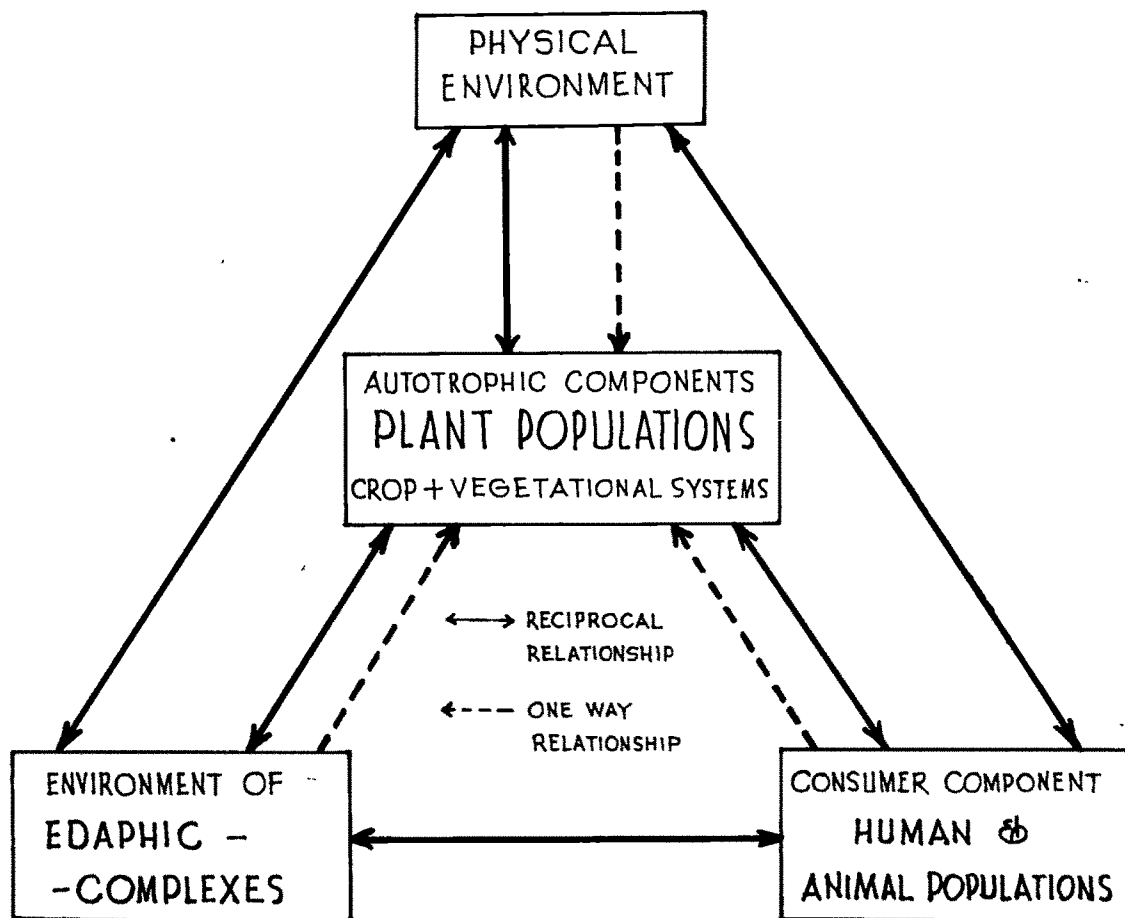 PHYSICAL
ENVIRONMENT
AUTOTROPHIC COMPONENTS
PLANT POPULATIONS
CROP + VEGETATIONAL SYSTEMS
RECIPROCAL
RELATIONSHIP
ONE WAY
RELATIONSHIP
ENVIRONMENT OF
EDAPHIC -
-COMPLEXES
CONSUMER COMPONENT
HUMAN &
ANIMAL POPULATIONS